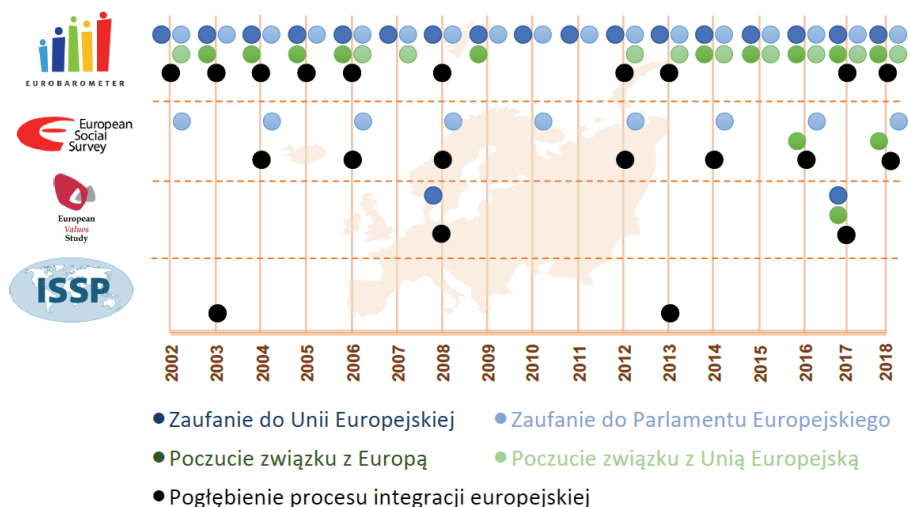 EUROBAROMETER
European
Social
Survey
European
Values
Study
ISSP
2002 2003 2004 2005 2006 2007 2008 2009 2010 2011 2012 2013 2014 2015 2016 2017 2018
Zaufanie do Unii Europejskiej Zaufanie do Parlamentu Europejskiego
Poczucie związku z Europą Poczucie związku z Unią Europejską
Pogłębienie procesu integracji europejskiej